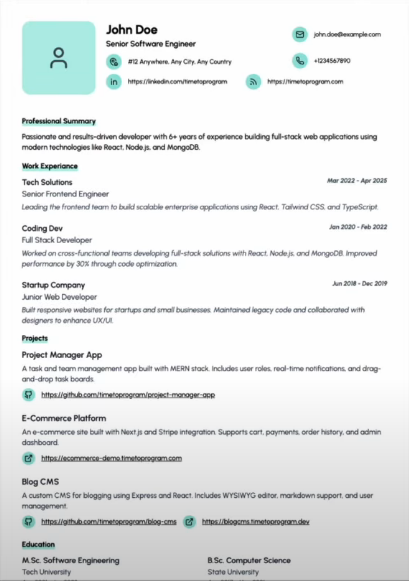 John Doe
Senior Software Engineer
john.doe@example.com
#12 Anywhere, Any City, Any Country
+1234567890
https://linkedin.com/timetoprogram
https://timetoprogram.com
Professional Summary
Passionate and results-driven developer with 6+ years of experience building full-stack web applications using
modern technologies like React, Node.js, and MongoDB.
Work Experience
Tech Solutions
Mar 2022 - Apr 2025
Senior Frontend Engineer
Leading the frontend team to build scalable enterprise applications using React, Tailwind CSS, and TypeScript.
Coding Dev
Jan 2020 - Feb 2022
Full Stack Developer
Worked on cross-functional teams developing full-stack solutions with React, Node.js, and MongoDB. Improved
performance by 30% through code optimization.
Startup Company
Jun 2018 - Dec 2019
Junior Web Developer
Built responsive websites for startups and small businesses. Maintained legacy code and collaborated with
designers to enhance UX/UI.
Projects
Project Manager App
A task and team management app built with MERN stack. Includes user roles, real-time notifications, and drag-
and-drop task boards.
https://github.com/timetoprogram/project-manager-app
E-Commerce Platform
An e-commerce site built with Next.js and Stripe integration. Supports cart, payments, order history, and admin
dashboard.
https://ecommerce-demo.timetoprogram.com
Blog CMS
A custom CMS for blogging using Express and React. Includes WYSIWYG editor, markdown support, and user
management.
https://github.com/timetoprogram/blog-cms https://blogcms.timetoprogram.dev
Education
M.Sc. Software Engineering
B.Sc. Computer Science
Tech University
State University